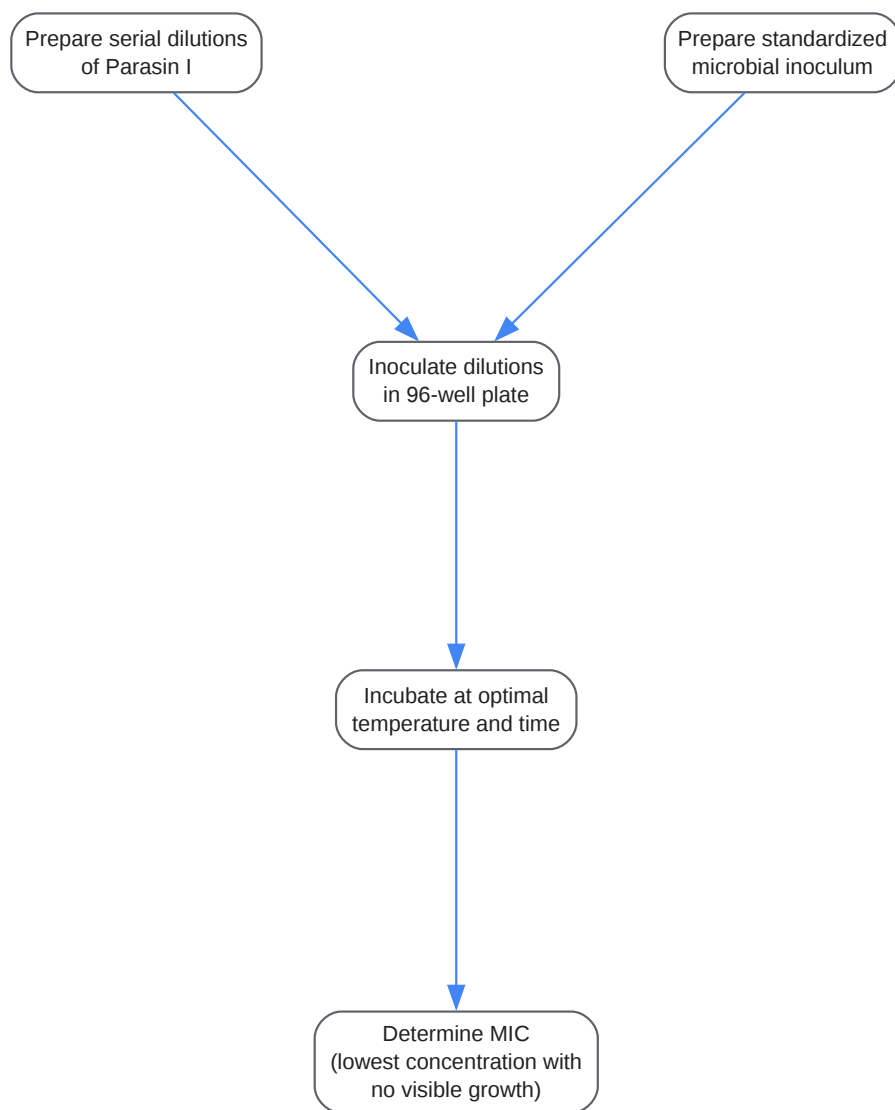 Prepare serial dilutions
of Parasin I
Prepare standardized
microbial inoculum
Inoculate dilutions
in 96-well plate
Incubate at optimal
temperature and time
Determine MIC
(lowest concentration with
no visible growth)